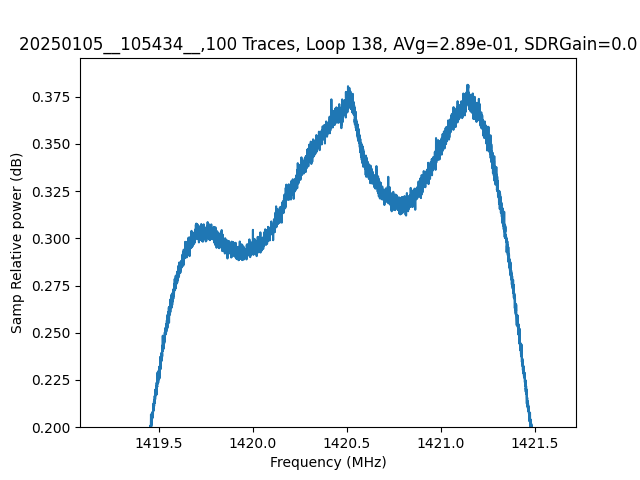 20250105__105434__,100 Traces, Loop 138, AVg=2.89e-01, SDRGain=0.0
0.375
0.350
0.325
0.300
0.275
0.250
0.225
0.200
Samp Relative power (dB)
1419.5 1420.0 1420.5 1421.0 1421.5
Frequency (MHz)